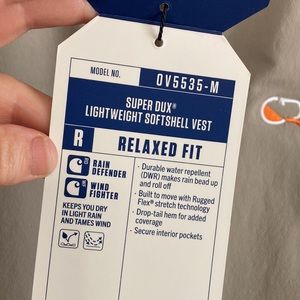 MODEL NO. OV5535-M
SUPER DUX®
LIGHTWEIGHT SOFTSHELL VEST
R RELAXED FIT
RAIN
DEFENDER
WIND
FIGHTER
KEEPS YOU DRY
IN LIGHT RAIN
AND TAMES WIND
· Durable water repellent
(DWR) makes rain bead up
and roll off
· Built to move with Rugged
Flex® stretch technology
· Drop-tail hem for added
coverage
· Secure interior pockets